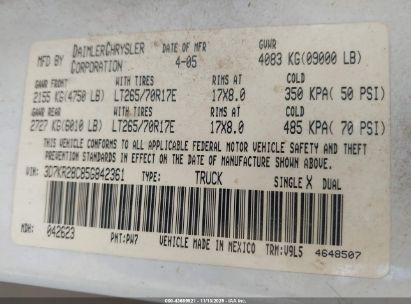 MFD BY DAIMLERCHRYSLER CORPORATION DATE OF MFR 4-05 GVWR 4083 KG(09000 LB)
GAWR FRONT WITH TIRES RIMS AT COLD
2155 KG(4750 LB) LT265/70R17E 17X8.0 350 KPA( 50 PSI)
GAWR REAR WITH TIRES RIMS AT COLD
2727 KG(6010 LB) LT265/70R17E 17X8.0 485 KPA( 70 PSI)
THIS VEHICLE CONFORMS TO ALL APPLICABLE FEDERAL MOTOR VEHICLE SAFETY AND THEFT
PREVENTION STANDARDS IN EFFECT ON THE DATE OF MANUFACTURE SHOWN ABOVE
VIN: 3D7KR28C85G842361 TYPE: TRUCK SINGLE X DUAL
MDH: 042623 PNT:PW7 VEHICLE MADE IN MEXICO TRM:V9L5 4648507